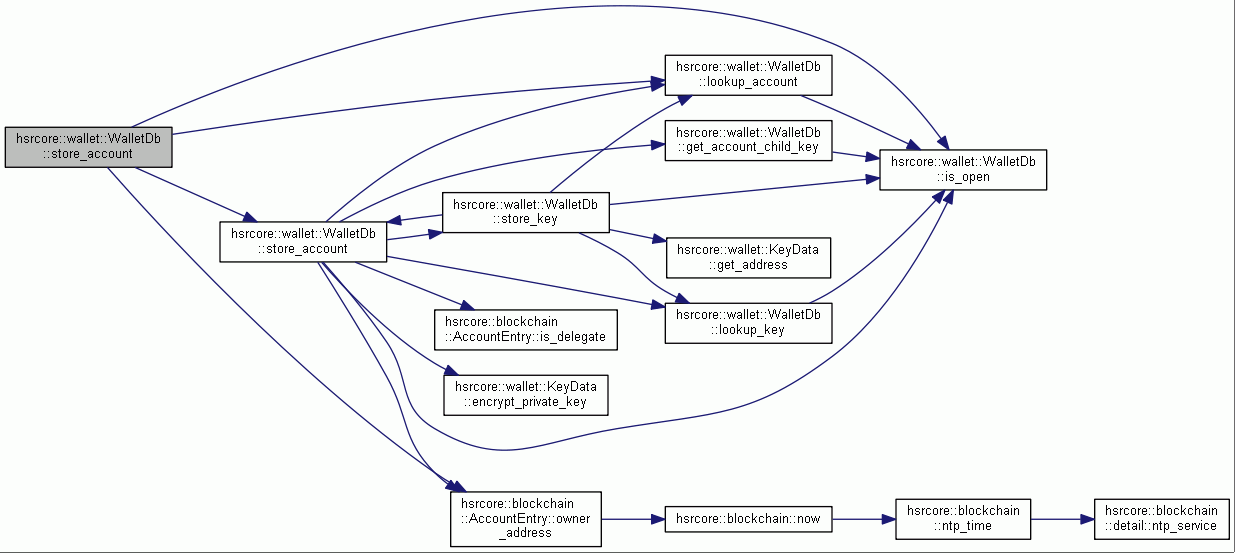 hsrcore::wallet::WalletDb
::store_account
hsrcore::wallet::WalletDb
::store_account
hsrcore::wallet::WalletDb
::store_key
hsrcore::blockchain
::AccountEntry::is_delegate
hsrcore::wallet::KeyData
::encrypt_private_key
hsrcore::blockchain
::AccountEntry::owner
_address
hsrcore::wallet::WalletDb
::lookup_account
hsrcore::wallet::WalletDb
::get_account_child_key
hsrcore::wallet::KeyData
::get_address
hsrcore::wallet::WalletDb
::lookup_key
hsrcore::blockchain::now
hsrcore::wallet::WalletDb
::is_open
hsrcore::blockchain
::ntp_time
hsrcore::blockchain
::detail::ntp_service